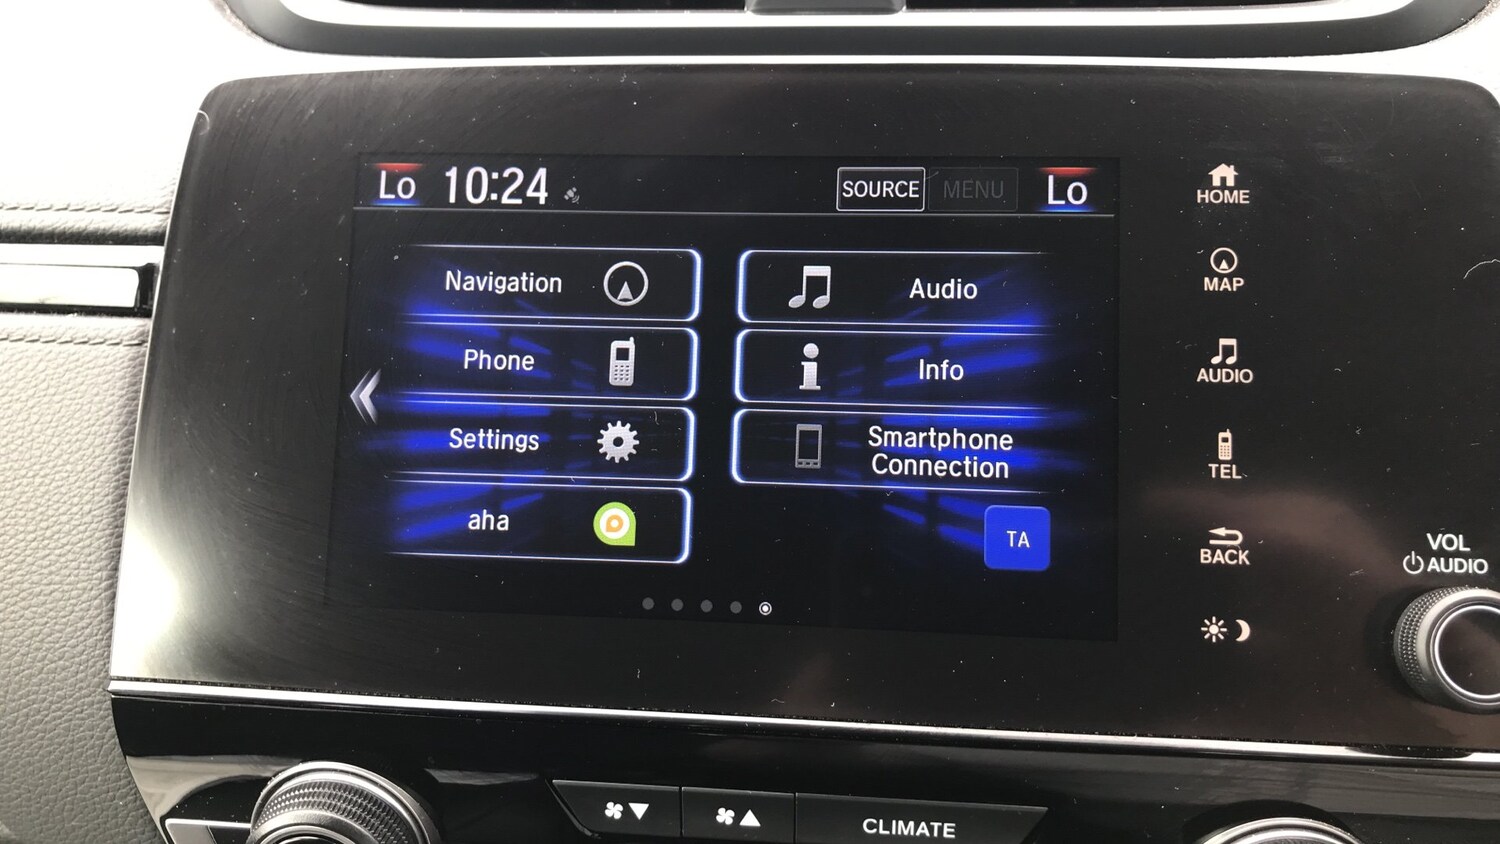 Lo 10:24 SOURCE MENU Lo
Navigation
Audio
Phone
Info
Settings
Smartphone
Connection
aha
TA
HOME
MAP
AUDIO
TEL
BACK
VOL
AUDIO
CLIMATE